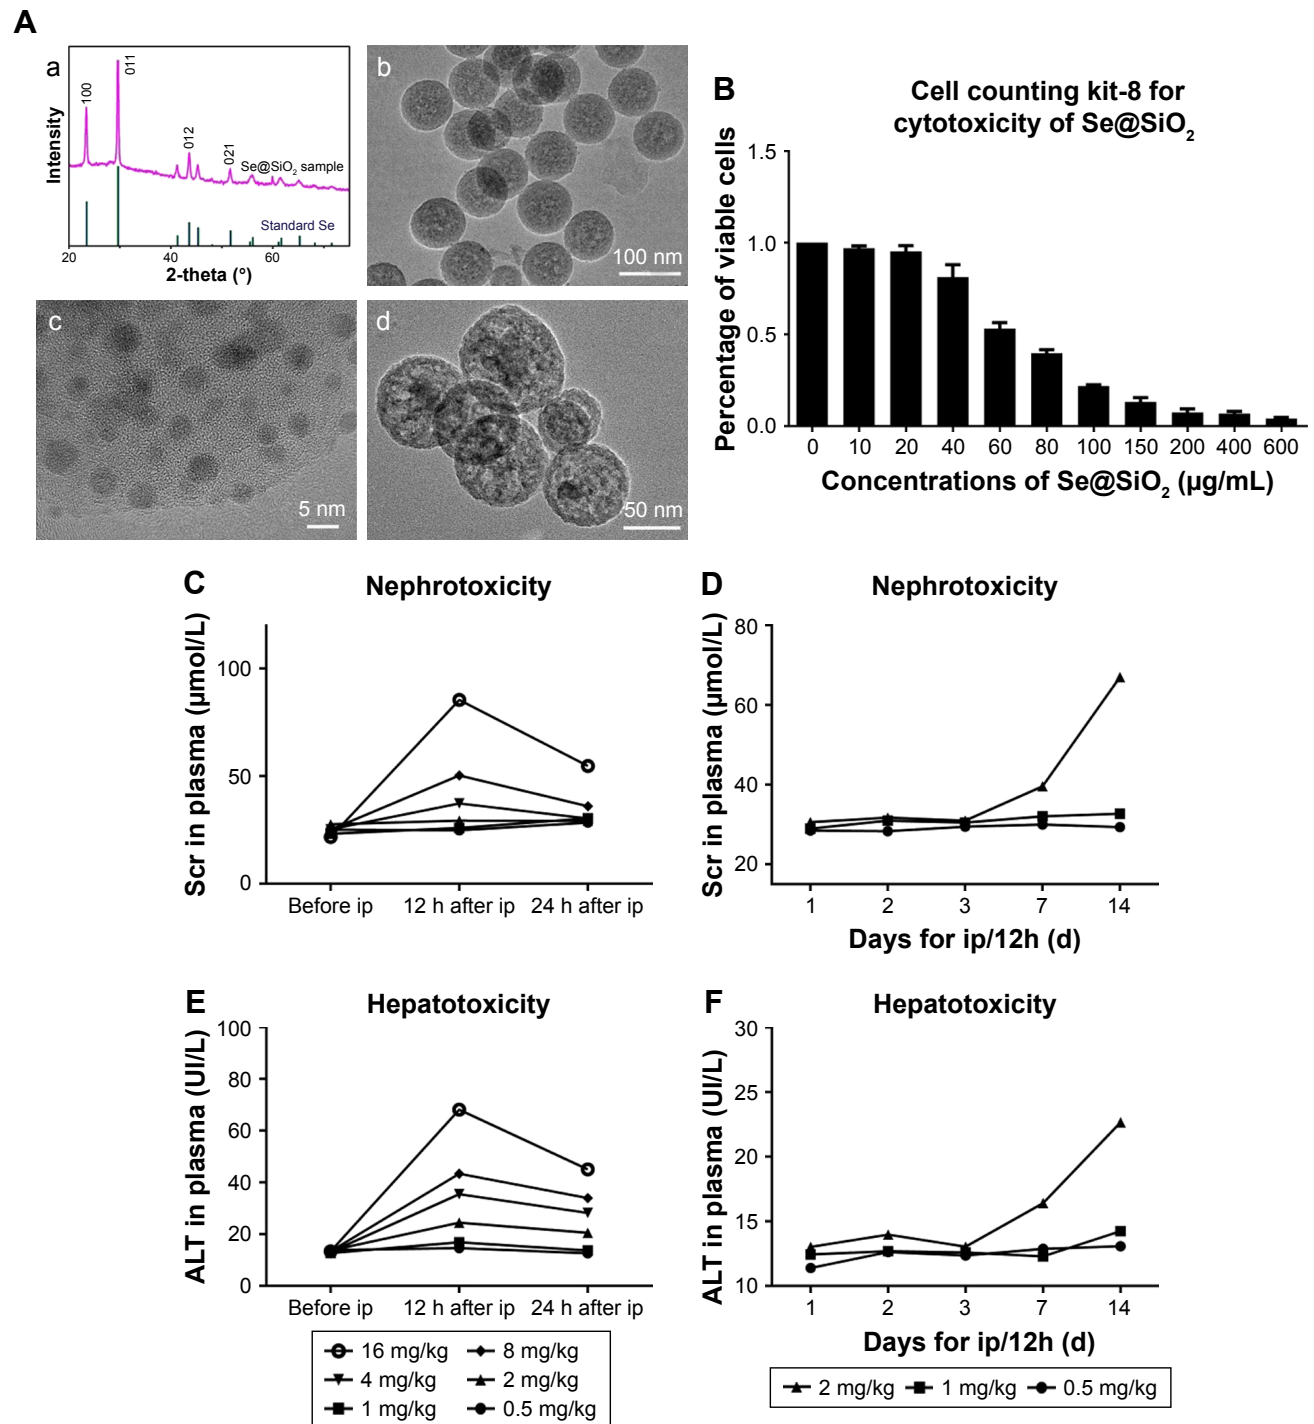 A
a
Intensity
100
011
012
021
Se@SiO₂ sample
Standard Se
20
40
60
2-theta (°)
b
100 nm
c
5 nm
d
50 nm
B
Cell counting kit-8 for
cytotoxicity of Se@SiO₂
Percentage of viable cells
1.5
1.0
0.5
0.0
0 10 20 40 60 80 100 150 200 400 600
Concentrations of Se@SiO₂ (µg/mL)
C
Nephrotoxicity
Scr in plasma (µmol/L)
100
50
0
Before ip 12 h after ip 24 h after ip
D
Nephrotoxicity
Scr in plasma (µmol/L)
80
60
40
20
1 2 3 7 14
Days for ip/12h (d)
E
Hepatotoxicity
ALT in plasma (UI/L)
100
80
60
40
20
0
Before ip 12 h after ip 24 h after ip
16 mg/kg 8 mg/kg
4 mg/kg 2 mg/kg
1 mg/kg 0.5 mg/kg
F
Hepatotoxicity
ALT in plasma (UI/L)
30
25
20
15
10
1 2 3 7 14
Days for ip/12h (d)
2 mg/kg 1 mg/kg 0.5 mg/kg